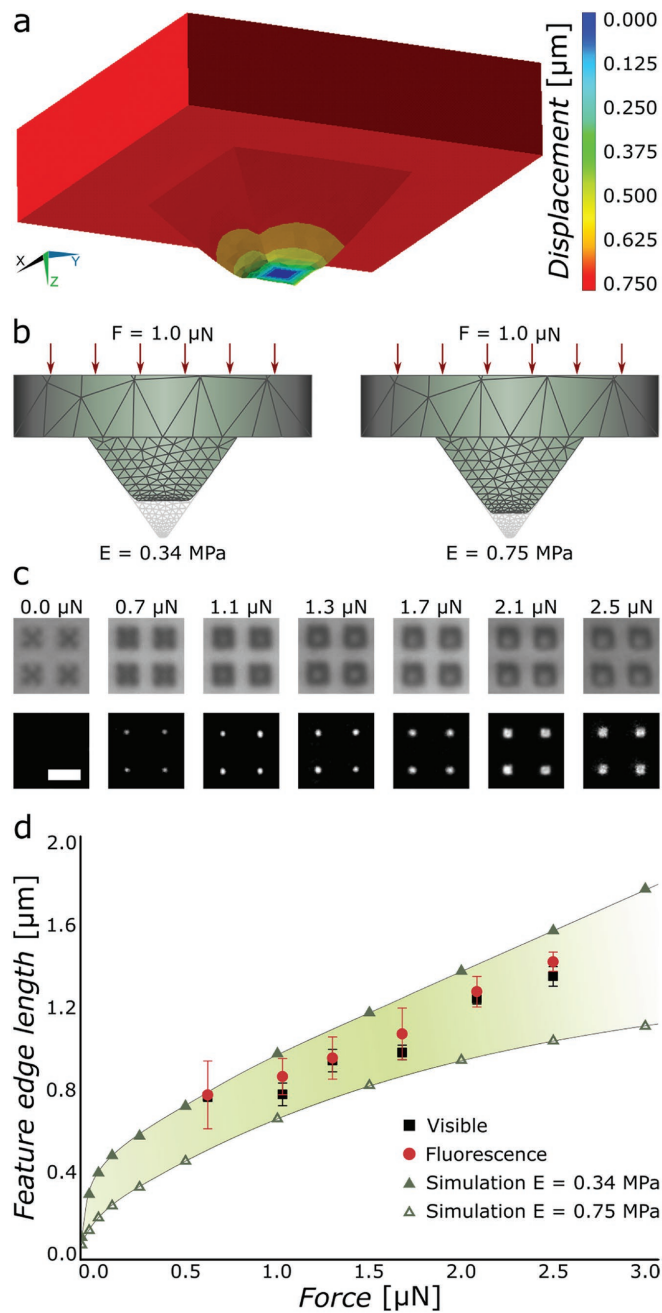 a
0.000
0.125
0.250
0.375
0.500
0.625
0.750
Displacement [µm]
X
Y
Z
b
F = 1.0 µN
F = 1.0 µN
E = 0.34 MPa
E = 0.75 MPa
c
0.0 µN 0.7 µN 1.1 µN 1.3 µN 1.7 µN 2.1 µN 2.5 µN
d
Feature edge length [µm]
2.0
1.6
1.2
0.8
0.4
0.0
Visible
Fluorescence
Simulation E = 0.34 MPa
Simulation E = 0.75 MPa
0.0 0.5 1.0 1.5 2.0 2.5 3.0
Force [µN]